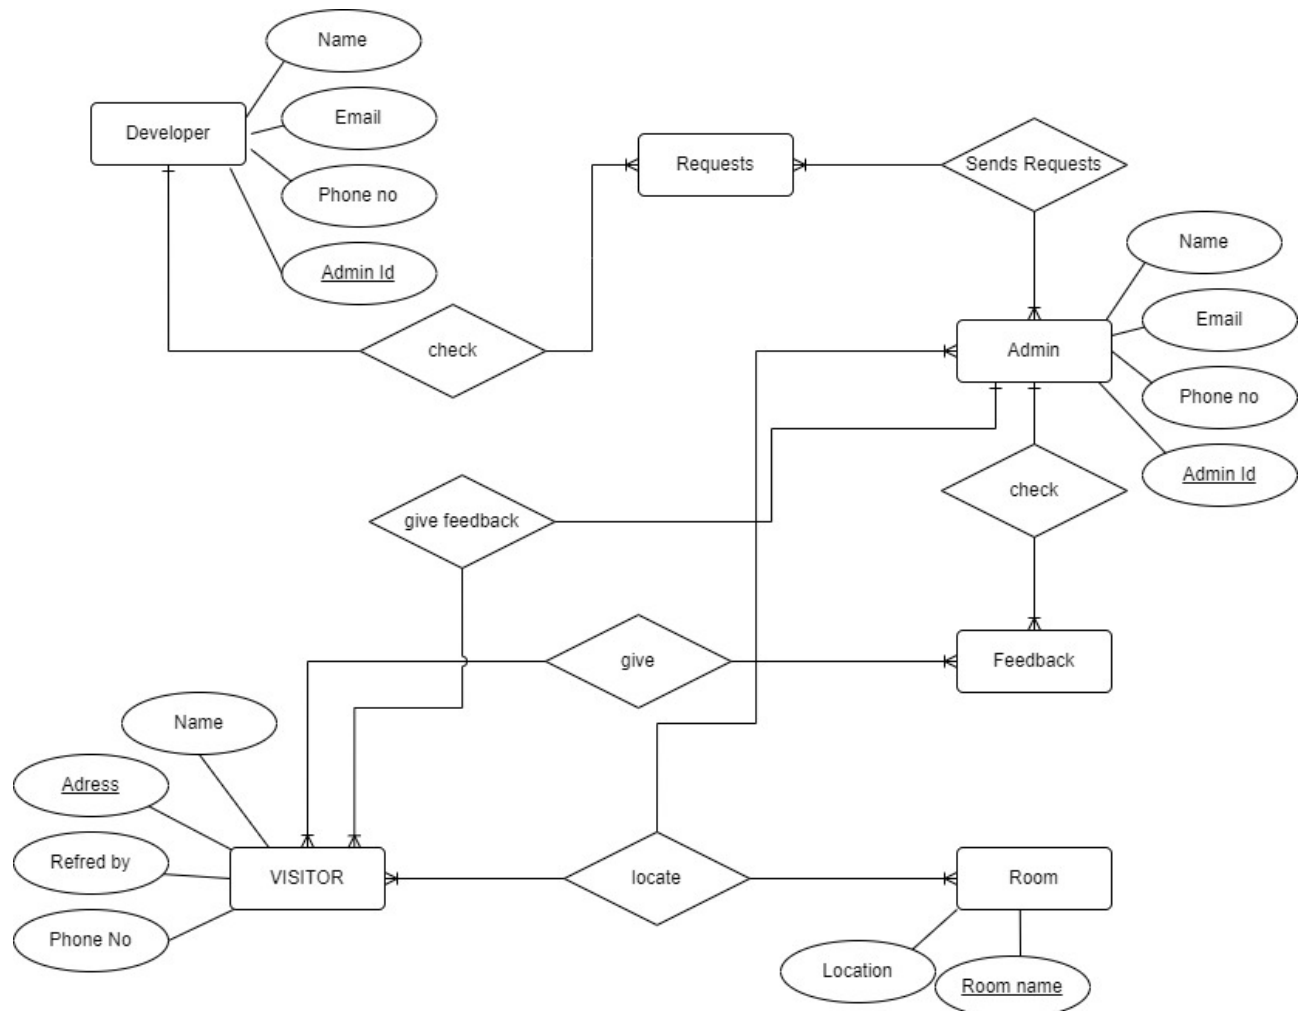 Name
Developer
Email
Phone no
Admin Id
Requests
Sends Requests
Name
Email
Phone no
Admin Id
Admin
check
check
give feedback
give
Feedback
Name
Adress
Refred by
Phone No
VISITOR
locate
Room
Location
Room name